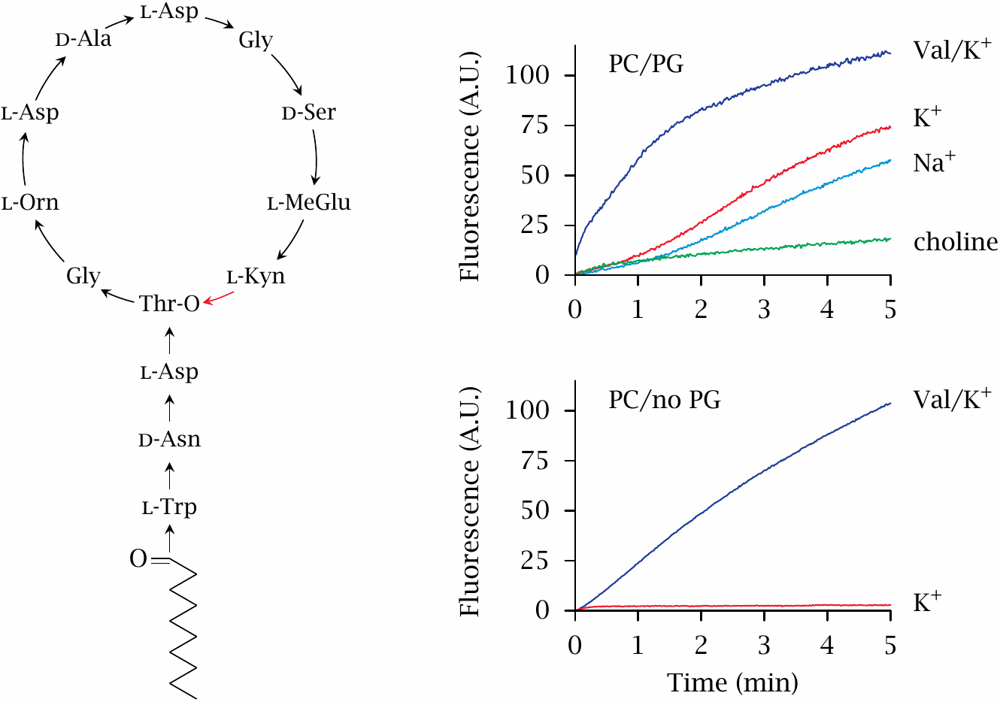 L-Asp
D-Ala
Gly
L-Asp
D-Ser
L-Orn
L-MeGlu
Gly
L-Kyn
Thr-O
L-Asp
D-Asn
L-Trp
O
Fluorescence (A.U.)
PC/PG
100
75
50
25
0
0 1 2 3 4 5
Val/K⁺
K⁺
Na⁺
choline
Fluorescence (A.U.)
PC/no PG
100
75
50
25
0
0 1 2 3 4 5
Val/K⁺
K⁺
Time (min)